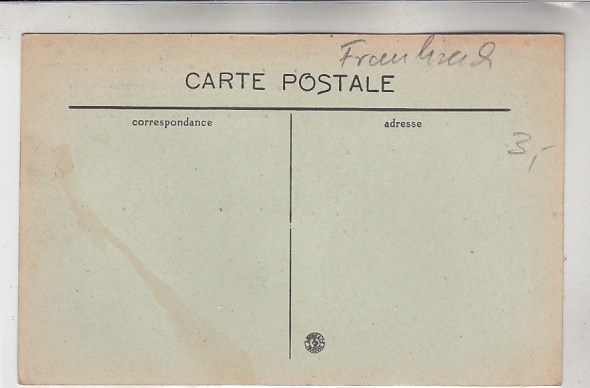 Frankreich
CARTE POSTALE
correspondance
adresse
3,-